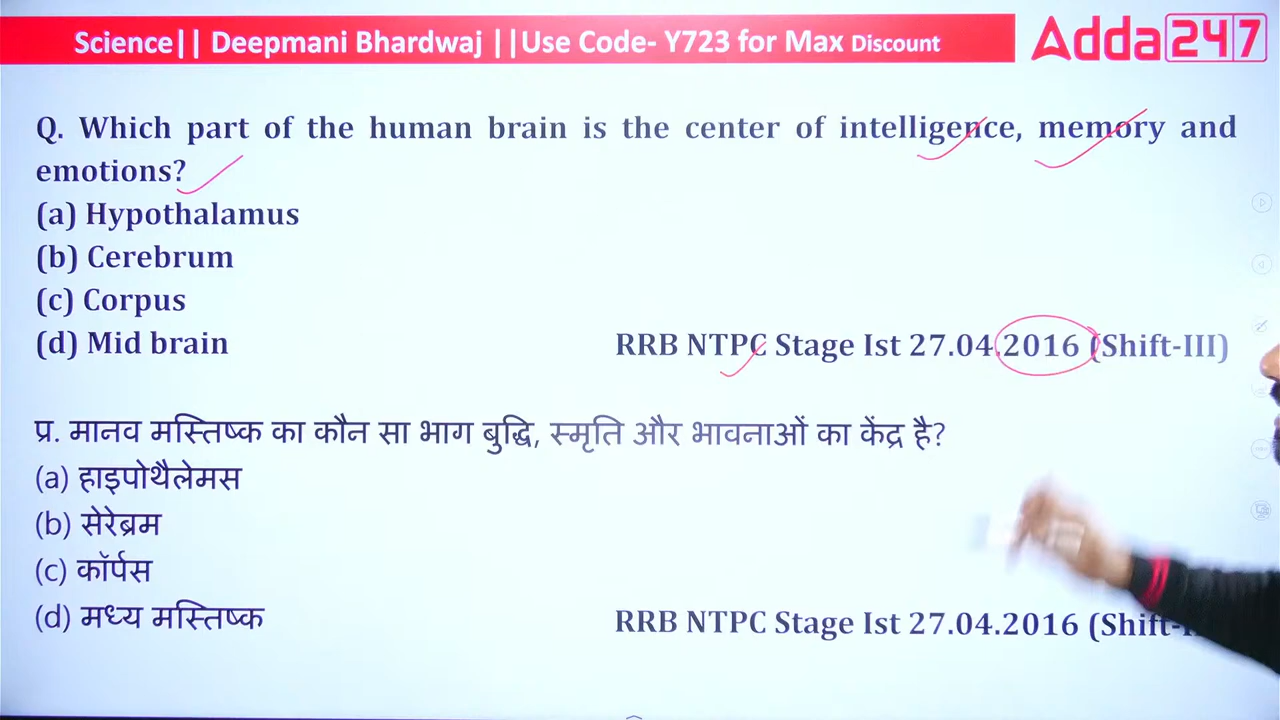 Science|| Deepmani Bhardwaj ||Use Code- Y723 for Max Discount
Adda247
Q. Which part of the human brain is the center of intelligence, memory and
emotions?
(a) Hypothalamus
(b) Cerebrum
(c) Corpus
(d) Mid brain
RRB NTPC Stage Ist 27.04.2016 (Shift-III)
प्र. मानव मस्तिष्क का कौन सा भाग बुद्धि, स्मृति और भावनाओं का केंद्र है?
(a) हाइपोथैलेमस
(b) सेरेब्रम
(c) कॉर्पस
(d) मध्य मस्तिष्क
RRB NTPC Stage Ist 27.04.2016